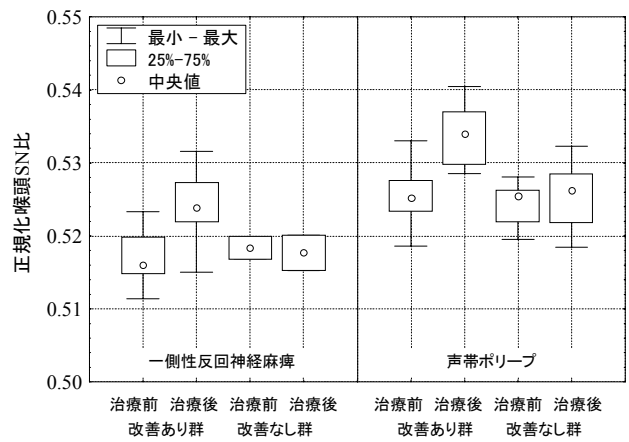 0.55
最小 – 最大
25%-75%
中央値
0.54
0.53
0.52
0.51
0.50
正規化喉頭SN比
一側性反回神経麻痺
声帯ポリープ
治療前 治療後 治療前 治療後 治療前 治療後 治療前 治療後
改善あり群 改善なし群 改善あり群 改善なし群